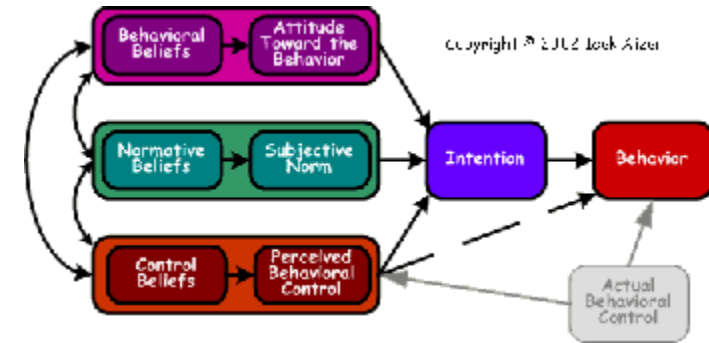 Behavioral
Beliefs
Attitude
Toward the
Behavior
Copyright ©
Normative
Beliefs
Subjective
Norm
Intention
Behavior
Control
Beliefs
Perceived
Behavioral
Control
Actual
Behavioral
Control